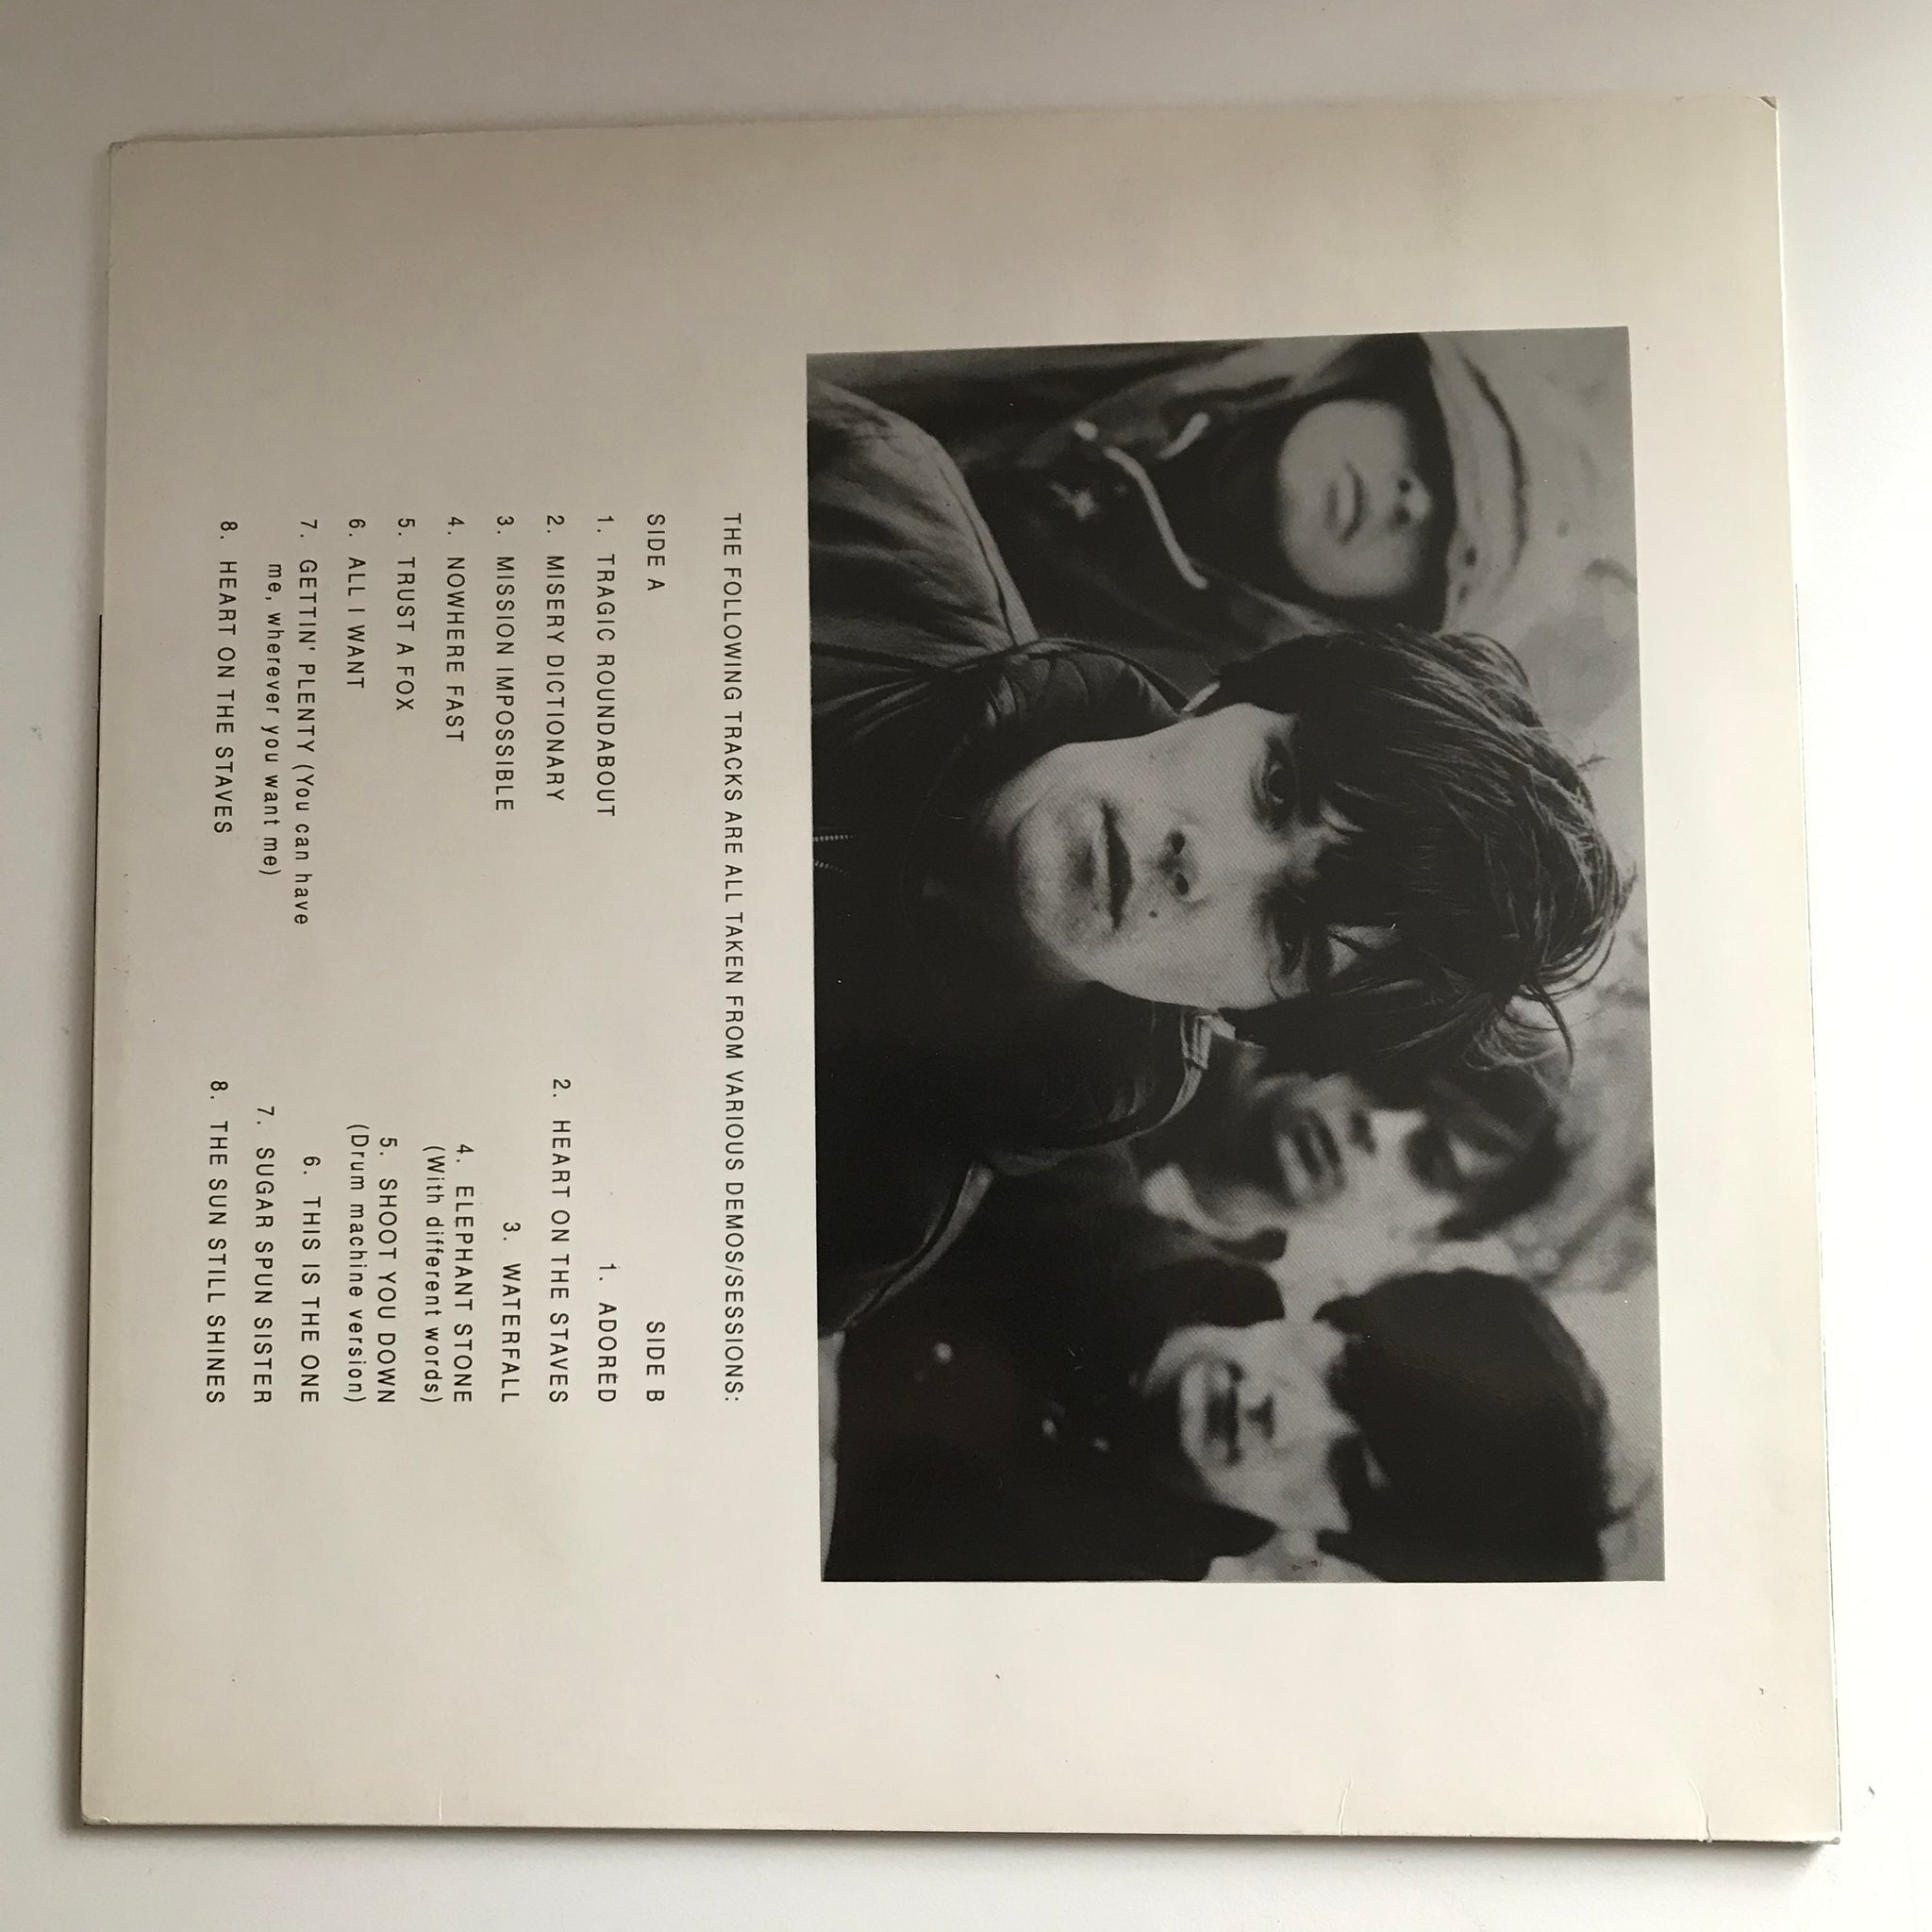 THE FOLLOWING TRACKS ARE ALL TAKEN FROM VARIOUS DEMOS/SESSIONS:
SIDE A
1. TRAGIC ROUNDABOUT
2. MISERY DICTIONARY
3. MISSION IMPOSSIBLE
4. NOWHERE FAST
5. TRUST A FOX
6. ALL I WANT
7. GETTIN' PLENTY (You can have
me, wherever you want me)
8. HEART ON THE STAVES
SIDE B
1. ADORED
2. HEART ON THE STAVES
3. WATERFALL
4. ELEPHANT STONE
(With different words)
5. SHOOT YOU DOWN
(Drum machine version)
6. THIS IS THE ONE
7. SUGAR SPUN SISTER
8. THE SUN STILL SHINES